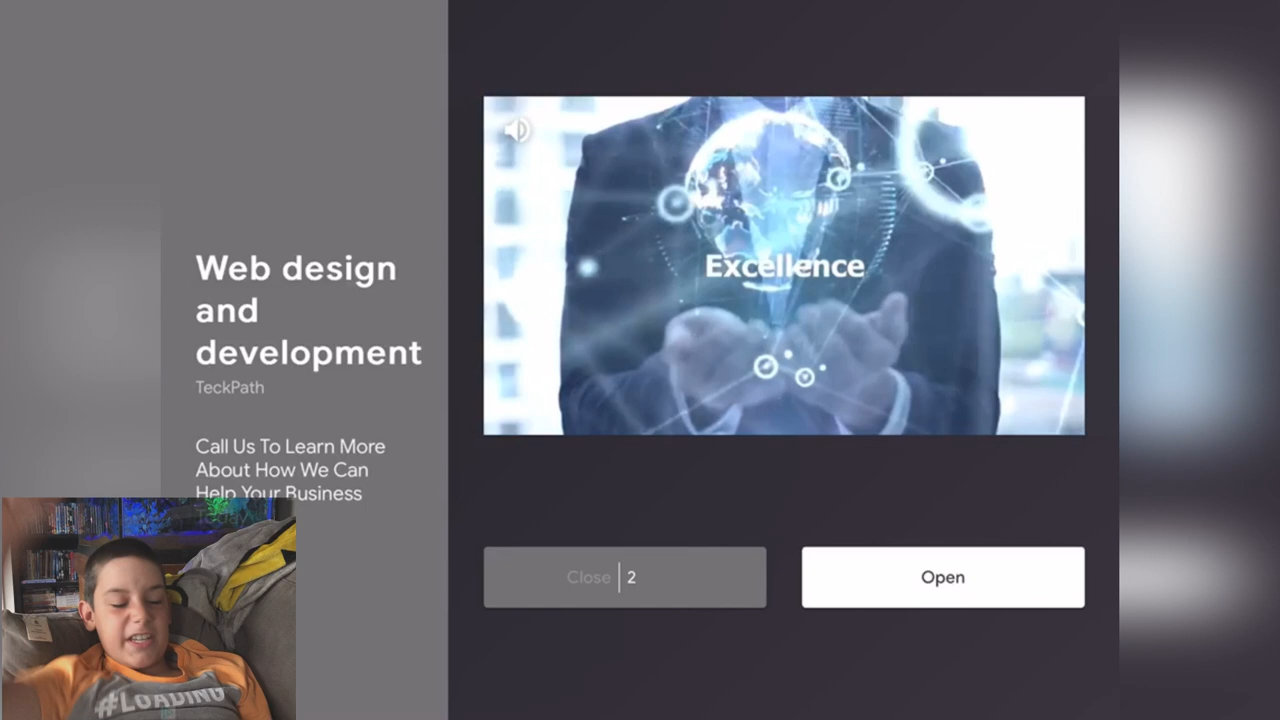 Web design
and
development
TeckPath
Call Us To Learn More
About How We Can
Help Your Business
Today
Excellence
Close 2
Open
#LOADING